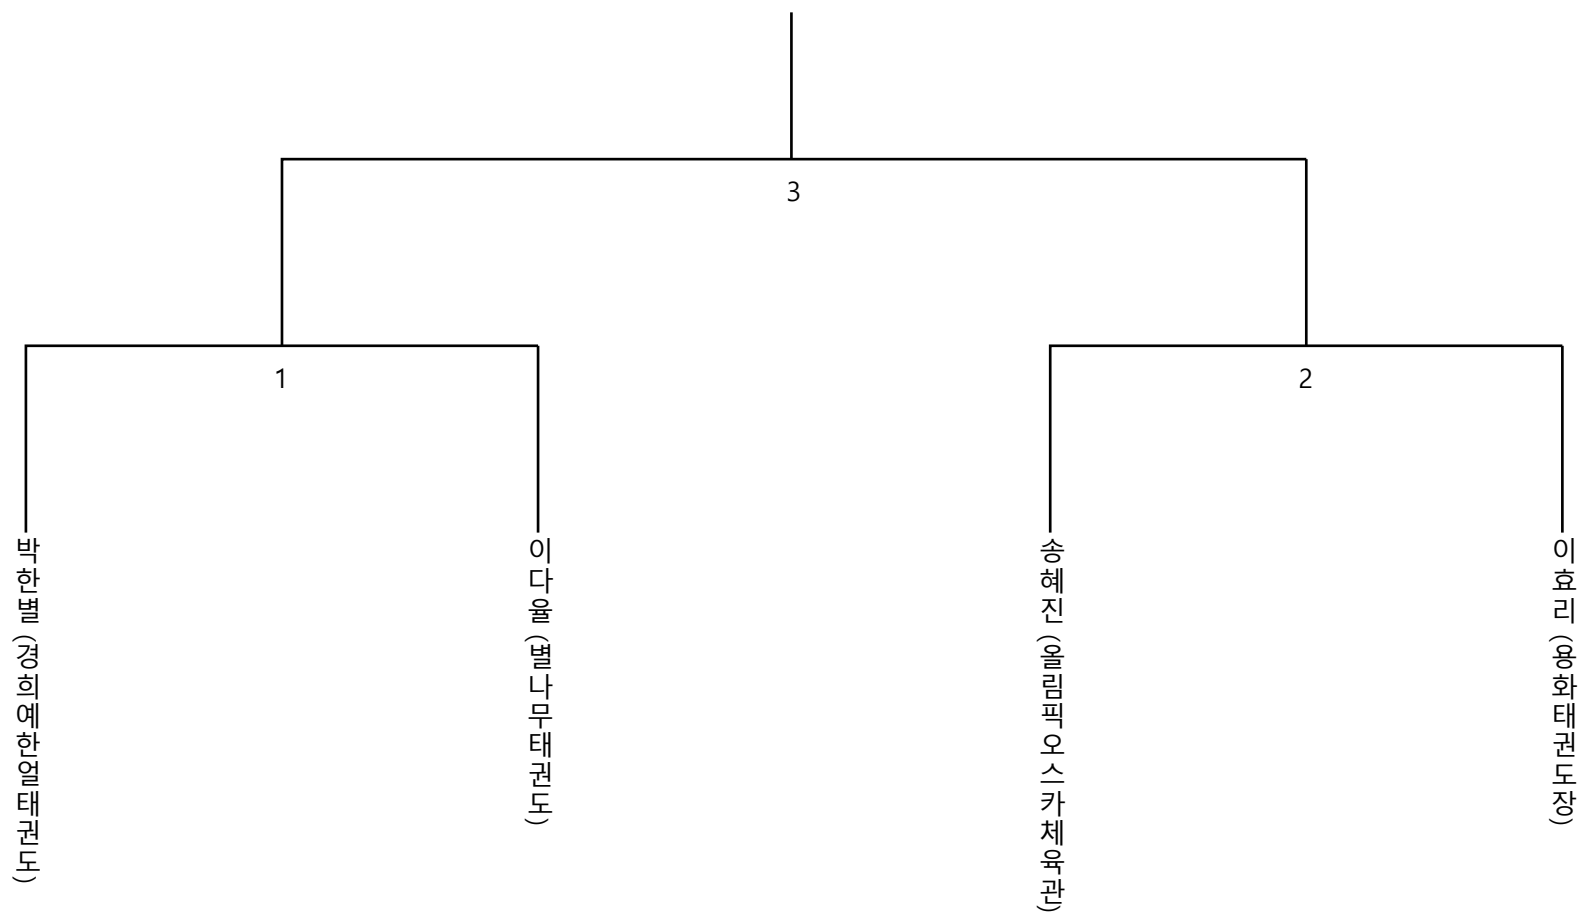 3
1
2
박한별 (경희예한얼태권도)
이다율 (별나무태권도)
송혜진 (올림픽오스카체육관)
이효리 (용화태권도장)